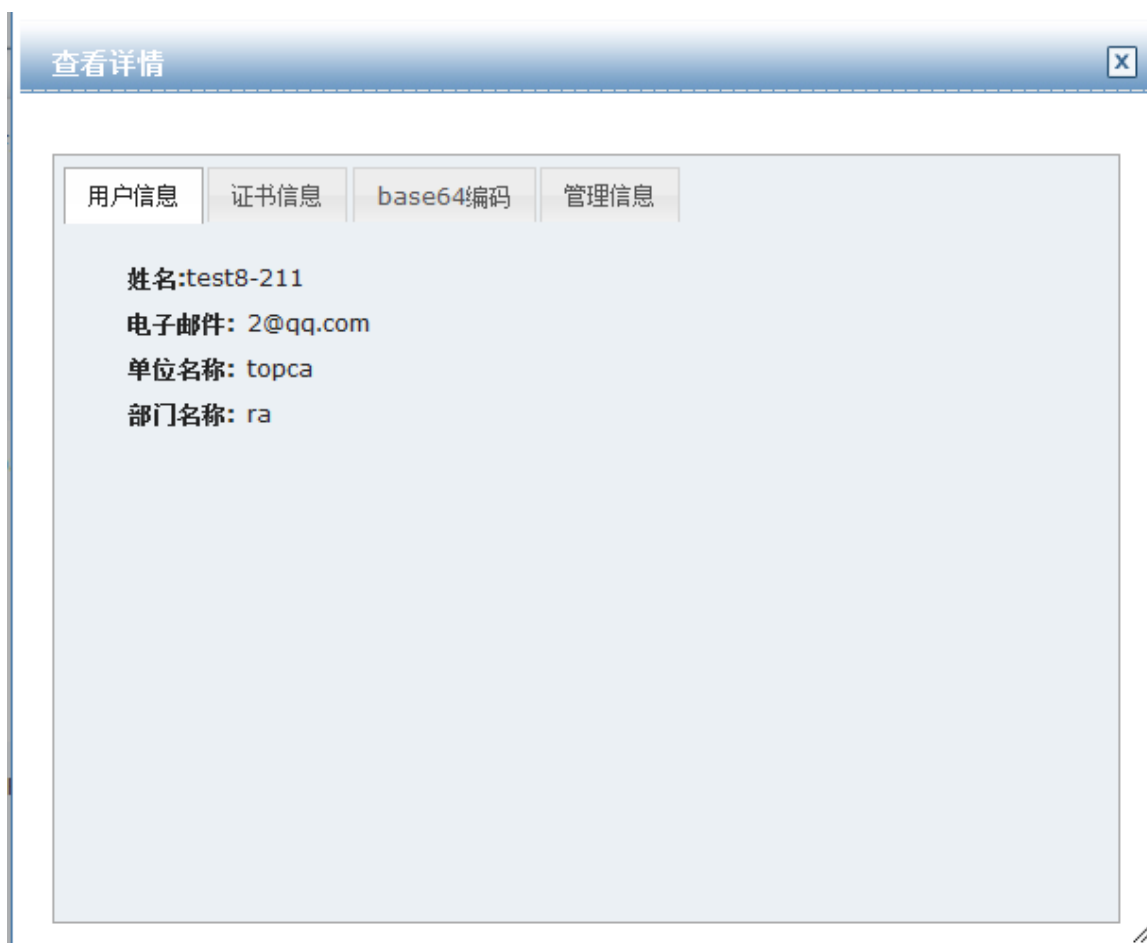 查看详情
用户信息 证书信息 base64编码 管理信息
姓名:test8-211
电子邮件: 2@qq.com
单位名称: topca
部门名称: ra